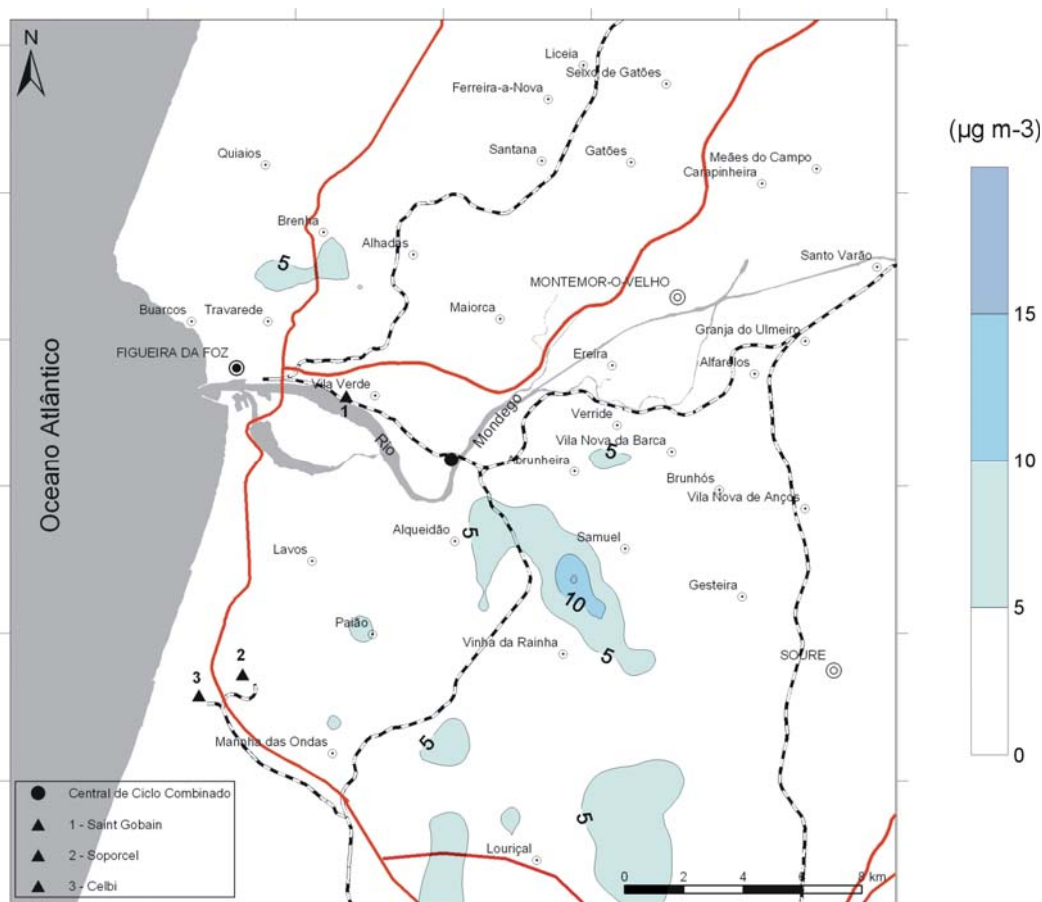 N
Liceia
Seixo de Gatões
Ferreira-a-Nova
(µg m-3)
Santana
Gatões
Quiaios
Meães do Campo
Carapinheira
Brenha
Alhadas
5
Santo Varão
MONTEMOR-O-VELHO
Buarcos
Travarede
Maiorca
15
Granja do Ulmeiro
FIGUEIRA DA FOZ
Ereira
Alfarelos
Oceano Atlântico
Vila Verde
1
Rio
Mondego
Verride
Vila Nova da Barca
5
Abrunheira
10
Brunhós
Vila Nova de Anços
5
Alqueidão
Samuel
Lavos
Gesteira
10
5
Paião
Vinha da Rainha
5
SOURE
2
3
5
Marinha das Ondas
0
Central de Ciclo Combinado
1 - Saint Gobain
5
2 - Soporcel
Louriçal
3 - Celbi
0 2 4 6 8 km